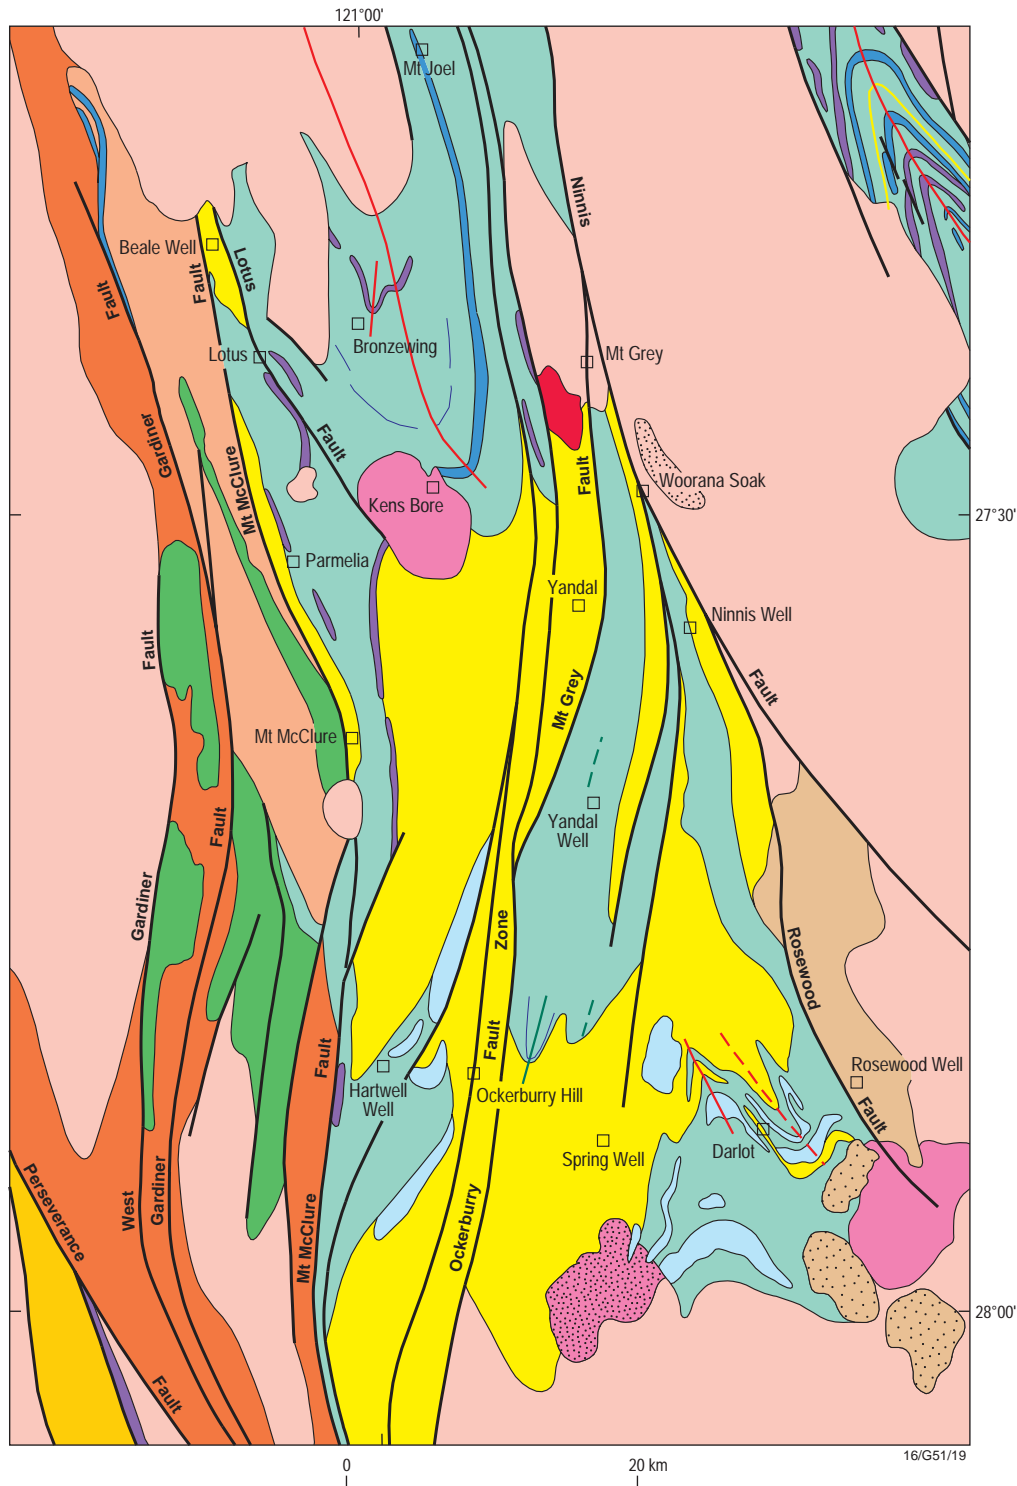 121°00'
Mt Joel
Ninnis
Beale Well
Lotus
Fault
Fault
Bronzewing
Lotus
Mt Grey
Gardiner
Fault
Mt McClure
Fault
Woorana Soak
Kens Bore
27°30'
Parmelia
Yandal
Ninnis Well
Fault
Fault
Mt Grey
Mt McClure
Yandal
Well
Fault
Gardiner
Zone
Rosewood
Fault
Fault
Hartwell
Well
Ockerburry Hill
Rosewood Well
Fault
Darlot
Spring Well
Perseverance
West
Gardiner
Mt McClure
Ockerburry
28°00'
Fault
16/G51/19
0
20 km